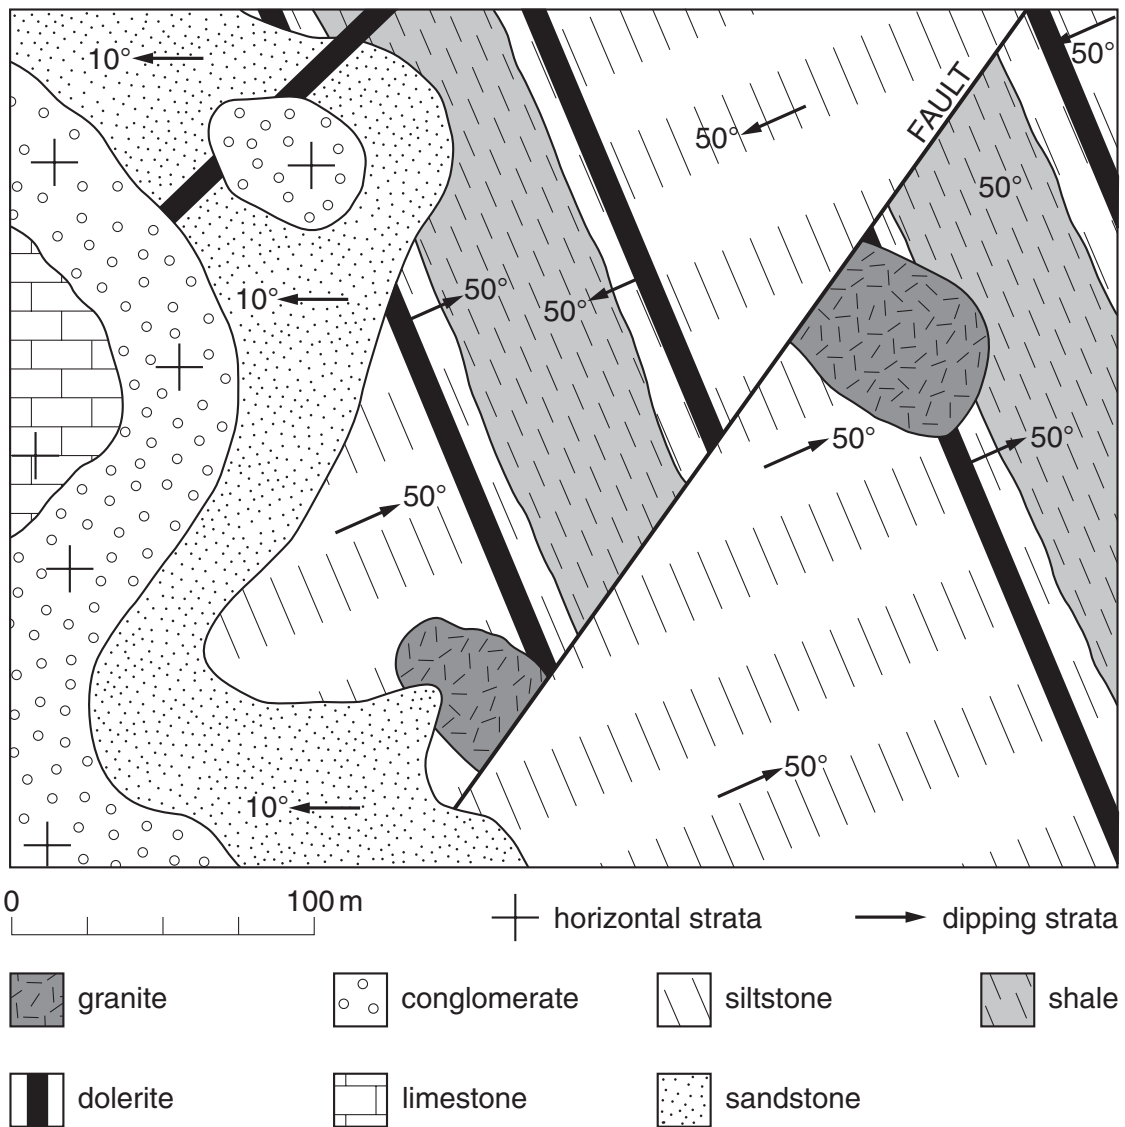 10°
50°
50°
FAULT
50°
10°
50°
50°
50°
50°
50°
50°
10°
0 100 m
horizontal strata
dipping strata
granite
conglomerate
siltstone
shale
dolerite
limestone
sandstone